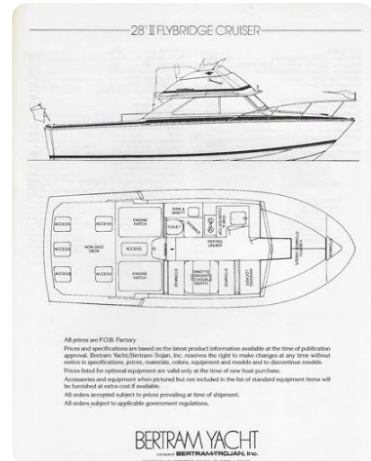 28' II FLYBRIDGE CRUISER
ACCESS
ACCESS
ENGINE
HATCH
SINK &
VANITY
TOILET
ACCESS
NON-SKID
DECK
ACCESS
REFRIG
UNDER
ACCESS
ACCESS
ENGINE
HATCH
STORAGE
DINETTE
CONVERTS
TO DOUBLE
BERTH
STORAGE
HANGING
LOCKER
All prices are F.O.B. Factory
Prices and specifications are based on the latest product information available at the time of publication
approval. Bertram Yacht/Bertram-Trojan, Inc. reserves the right to make changes at any time without
notice in specifications, prices, materials, colors, equipment and models and to discontinue models.
Prices listed for optional equipment are valid only at the time of new boat purchase.
Accessories and equipment when pictured but not included in the list of standard equipment items will
be furnished at extra cost if available.
All orders accepted subject to prices prevailing at time of shipment.
All orders subject to applicable government regulations.
BERTRAM YACHT
DIVISION OF BERTRAM-TROJAN, Inc.